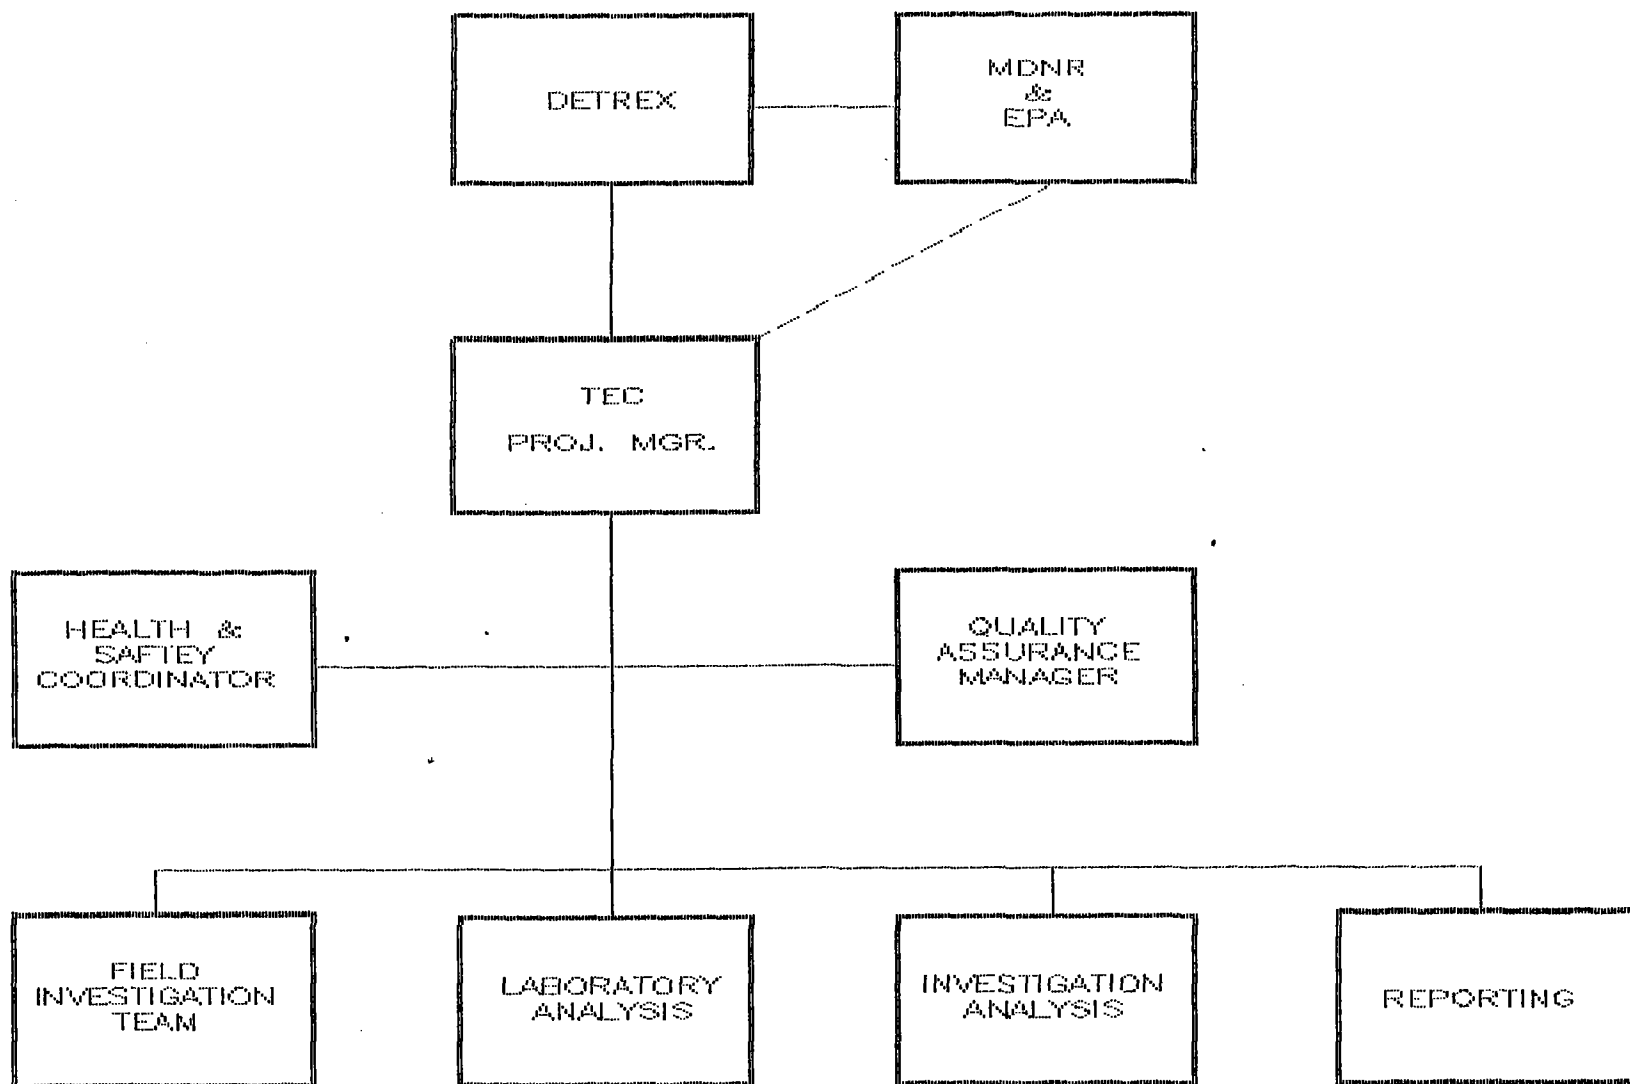 DETREX
MDNR
&
EPA
TEC
PROJ. MGR.
HEALTH &
SAFTEY
COORDINATOR
QUALITY
ASSURANCE
MANAGER
FIELD
INVESTIGATION
TEAM
LABORATORY
ANALYSIS
INVESTIGATION
ANALYSIS
REPORTING